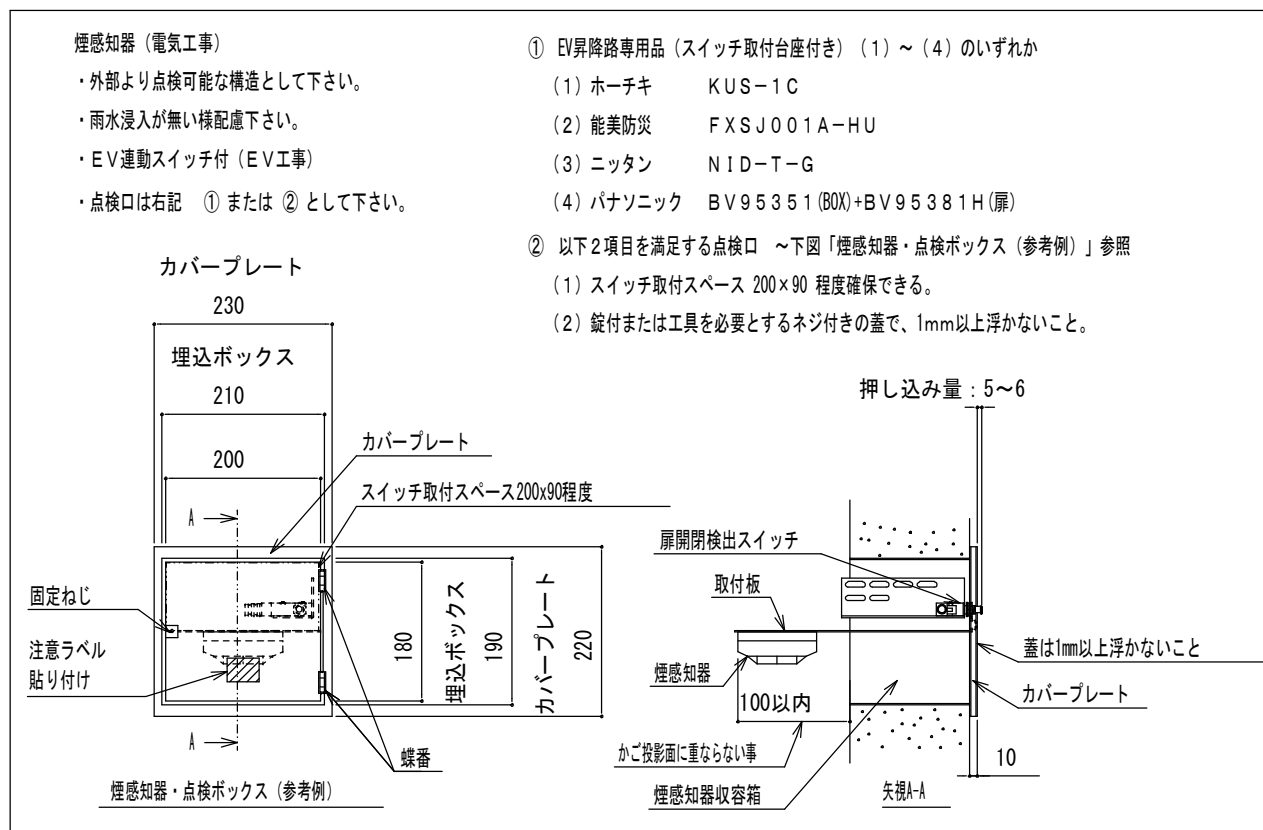 煙感知器（電気工事）
・外部より点検可能な構造として下さい。
・雨水浸入が無い様配慮下さい。
・ＥＶ連動スイッチ付（ＥＶ工事）
・点検口は右記　① または ② として下さい。
① EV昇降路専用品（スイッチ取付台座付き）（１）～（４）のいずれか
（１）ホーチキ　ＫＵＳ－１Ｃ
（２）能美防災　ＦＸＳＪ００１Ａ－ＨＵ
（３）ニッタン　ＮＩＤ－Ｔ－Ｇ
（４）パナソニック　ＢＶ９５３５１(BOX)+ＢＶ９５３８１Ｈ(扉)
② 以下２項目を満足する点検口　～下図「煙感知器・点検ボックス（参考例）」参照
（１）スイッチ取付スペース 200×90 程度確保できる。
（２）錠付または工具を必要とするネジ付きの蓋で、1mm以上浮かないこと。
カバープレート
230
埋込ボックス
210
200
カバープレート
スイッチ取付スペース200x90程度
A
固定ねじ
注意ラベル
貼り付け
180
埋込ボックス
190
カバープレート
220
A
蝶番
煙感知器・点検ボックス（参考例）
押し込み量：5～6
扉開閉検出スイッチ
取付板
煙感知器
100以内
蓋は1mm以上浮かないこと
カバープレート
かご投影面に重ならない事
10
煙感知器収容箱
矢視A-A